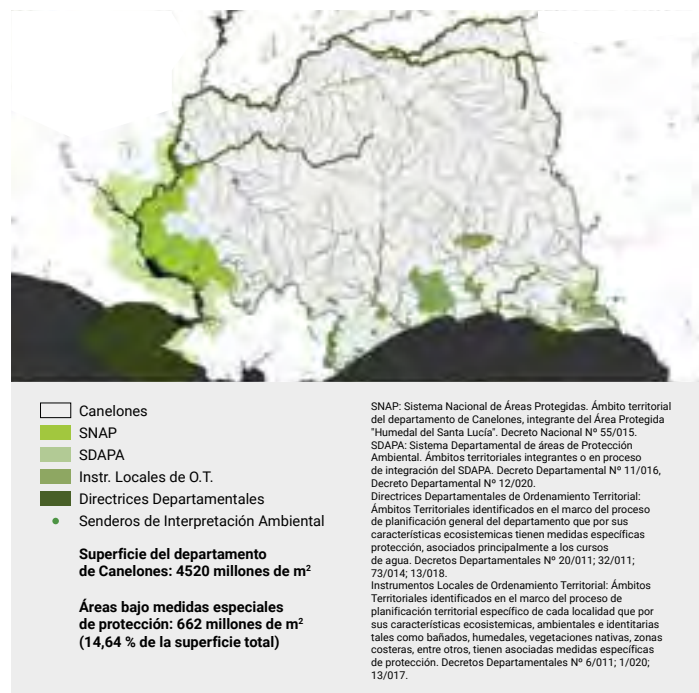 Canelones
SNAP
SDAPA
Instr. Locales de O.T.
Directrices Departamentales
Senderos de Interpretación Ambiental
Superficie del departamento
de Canelones: 4520 millones de m²
Áreas bajo medidas especiales
de protección: 662 millones de m²
(14,64 % de la superficie total)
SNAP: Sistema Nacional de Áreas Protegidas. Ámbito territorial
del departamento de Canelones, integrante del Área Protegida
"Humedal del Santa Lucía". Decreto Nacional Nº 55/015.
SDAPA: Sistema Departamental de áreas de Protección
Ambiental. Ámbitos territoriales integrantes o en proceso
de integración del SDAPA. Decreto Departamental Nº 11/016,
Decreto Departamental Nº 12/020.
Directrices Departamentales de Ordenamiento Territorial:
Ámbitos Territoriales identificados en el marco del proceso
de planificación general del departamento que por sus
características ecosistemicas tienen medidas específicas
protección, asociados principalmente a los cursos
de agua. Decretos Departamentales Nº 20/011; 32/011;
73/014; 13/018.
Instrumentos Locales de Ordenamiento Territorial: Ámbitos
Territoriales identificados en el marco del proceso de
planificación territorial específico de cada localidad que por
sus características ecosistemicas, ambientales e identitarias
tales como bañados, humedales, vegetaciones nativas, zonas
costeras, entre otros, tienen asociadas medidas específicas
de protección. Decretos Departamentales Nº 6/011; 1/020;
13/017.